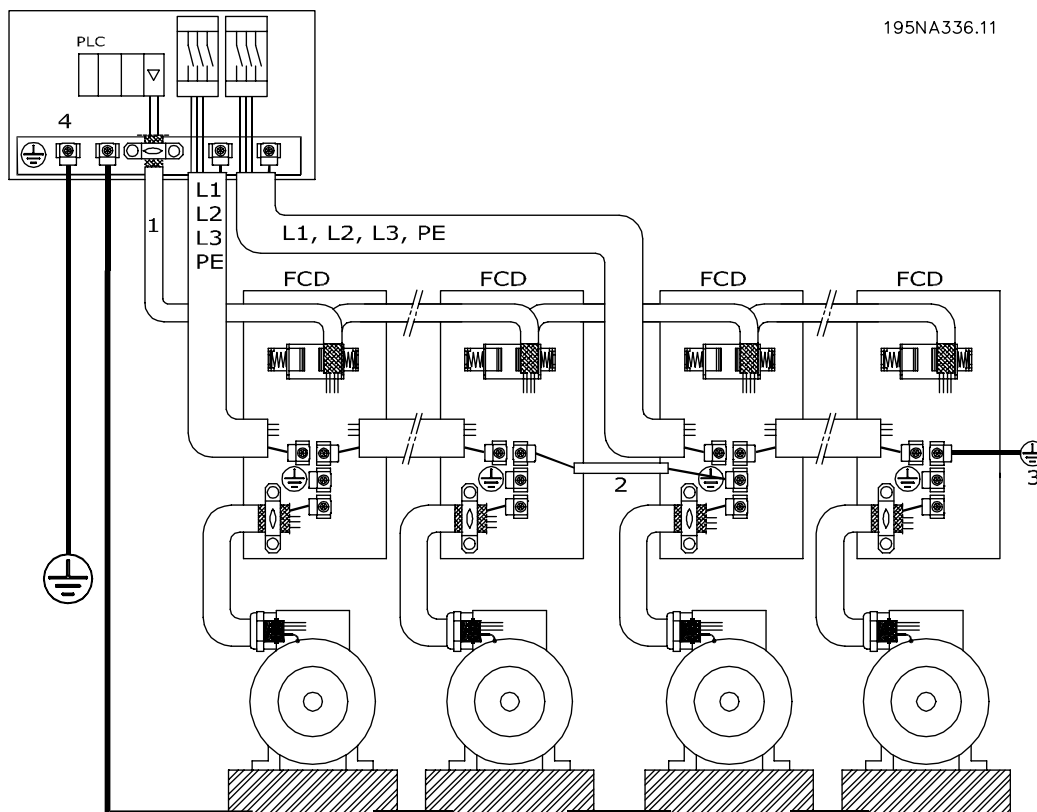 195NA336.11
PLC
4
1
L1
L2
L3
PE
L1, L2, L3, PE
FCD
FCD
FCD
FCD
2
3